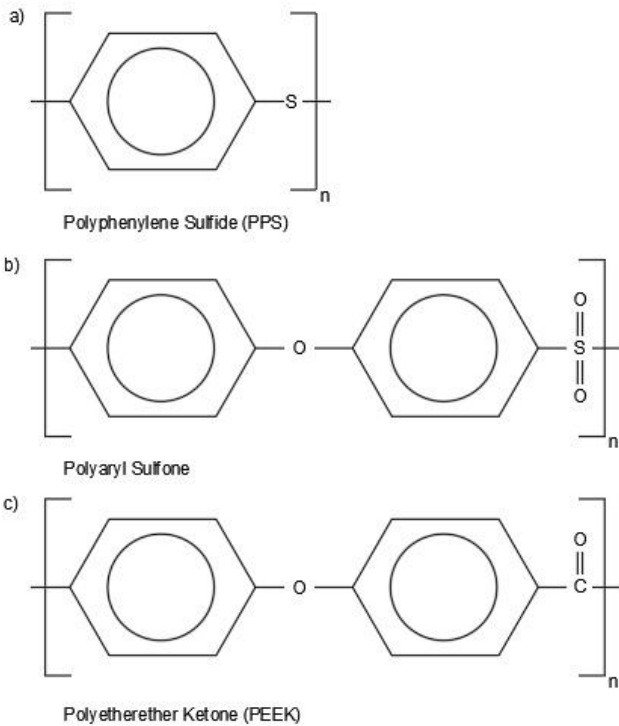 a)
S
n
Polyphenylene Sulfide (PPS)
b)
O
O
S
O
n
Polyaryl Sulfone
c)
O
O
C
n
Polyetherether Ketone (PEEK)